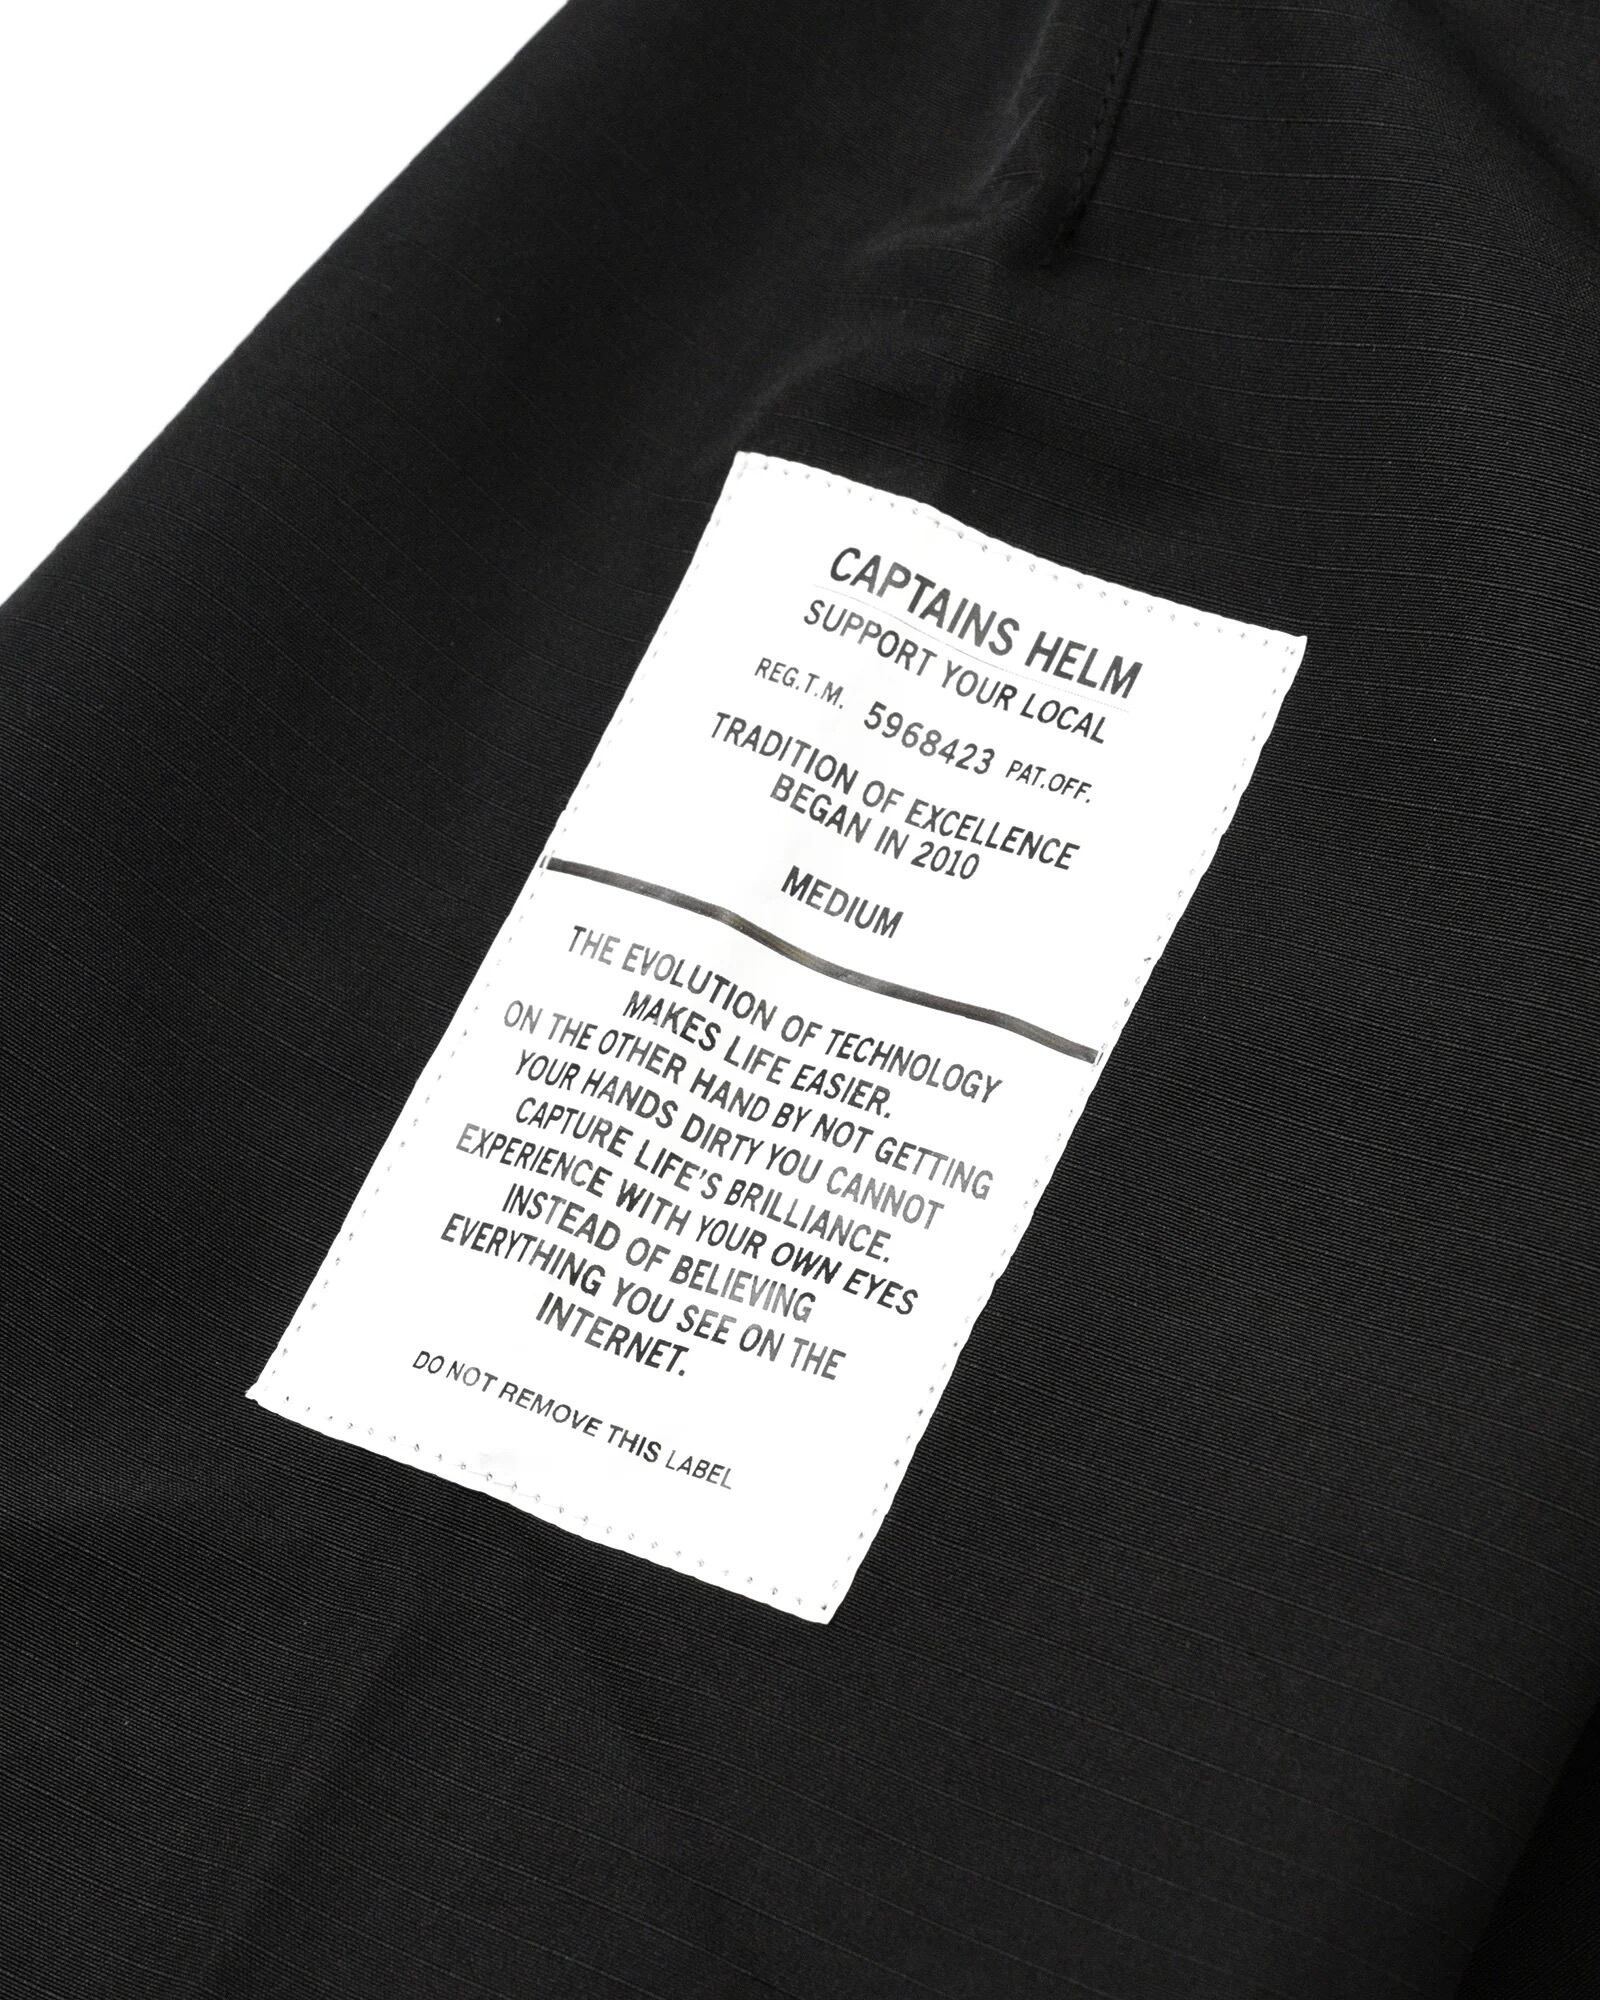 CAPTAINS HELM
SUPPORT YOUR LOCAL
REG.T.M. 5968423 PAT.OFF.
TRADITION OF EXCELLENCE
BEGAN IN 2010
MEDIUM
THE EVOLUTION OF TECHNOLOGY
MAKES LIFE EASIER.
ON THE OTHER HAND BY NOT GETTING
YOUR HANDS DIRTY YOU CANNOT
CAPTURE LIFE'S BRILLIANCE.
EXPERIENCE WITH YOUR OWN EYES
INSTEAD OF BELIEVING
EVERYTHING YOU SEE ON THE
INTERNET.
DO NOT REMOVE THIS LABEL